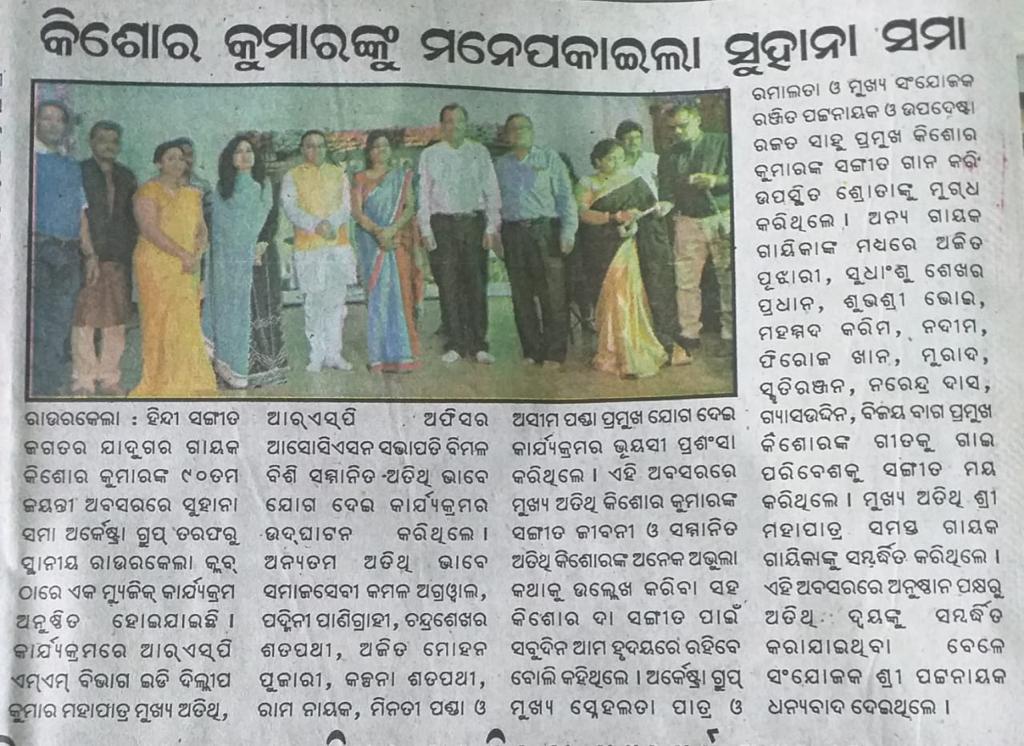 କିଶୋର କୁମାରଙ୍କୁ ମନେପକାଇଲା ସୁହାନା ସମା
ରାଉରକେଲା : ହିନ୍ଦୀ ସଙ୍ଗୀତ
ଜଗତର ଯାଦୁଗର ଗାୟକ
କିଶୋର କୁମାରଙ୍କ ୯୦ତମ
ଜୟନ୍ତୀ ଅବସରରେ ସୁହାନା
ସମା ଅର୍କେଷ୍ଟ୍ରା ଗ୍ରୁପ୍ ତରଫରୁ
ସ୍ଥାନୀୟ ରାଉରକେଲା କ୍ଲବ୍
ଠାରେ ଏକ ମ୍ୟୁଜିକ୍ କାର୍ଯ୍ୟକ୍ରମ
ଅନୁଷ୍ଠିତ ହୋଇଯାଇଛି ।
କାର୍ଯ୍ୟକ୍ରମରେ ଆର୍‌ଏସ୍‌ପି
ଏମ୍‌ଏମ୍ ବିଭାଗ ଇଡି ଦିଲ୍ଲୀପ
କୁମାର ମହାପାତ୍ର ମୁଖ୍ୟ ଅତିଥି,
ଆର୍‌ଏସ୍‌ପି ଅଫିସର
ଆସୋସିଏସନ ସଭାପତି ବିମଳ
ବିଶି ସମ୍ମାନିତ ଅତିଥି ଭାବେ
ଯୋଗ ଦେଇ କାର୍ଯ୍ୟକ୍ରମର
ଉଦ୍‌ଘାଟନ କରିଥିଲେ ।
ଅନ୍ୟତମ ଅତିଥି ଭାବେ
ସମାଜସେବୀ କମଳ ଅଗ୍ରୱାଲ,
ପଦ୍ମିନୀ ପାଣିଗ୍ରାହୀ, ଚନ୍ଦ୍ରଶେଖର
ଶତପଥୀ, ଅଜିତ ମୋହନ
ପୂଜାରୀ, କଞ୍ଚନା ଶତପଥୀ,
ରାମ ନାୟକ, ମିନତୀ ପଣ୍ଡା ଓ
ଅସୀମ ପଣ୍ଡା ପ୍ରମୁଖ ଯୋଗ ଦେଇ
କାର୍ଯ୍ୟକ୍ରମର ଭୂୟସୀ ପ୍ରଶଂସା
କରିଥିଲେ । ଏହି ଅବସରରେ
ମୁଖ୍ୟ ଅତିଥି କିଶୋର କୁମାରଙ୍କ
ସଙ୍ଗୀତ ଜୀବନୀ ଓ ସମ୍ମାନିତ
ଅତିଥି କିଶୋରଙ୍କ ଅନେକ ଅଭୁଲା
କଥାକୁ ଉଲ୍ଲେଖ କରିବା ସହ
କିଶୋର ଦା ସଙ୍ଗୀତ ପାଇଁ
ସବୁଦିନ ଆମ ହୃଦୟରେ ରହିବେ
ବୋଲି କହିଥିଲେ । ଅର୍କେଷ୍ଟ୍ରା ଗ୍ରୁପ୍
ମୁଖ୍ୟ ସ୍ନେହଲତା ପାତ୍ର ଓ
ରମାଲତା ଓ ମୁଖ୍ୟ ସଂଯୋଜକ
ରଞ୍ଜିତ ପଟ୍ଟନାୟକ ଓ ଉପଦେଷ୍ଟା
ରଜତ ସାହୁ ପ୍ରମୁଖ କିଶୋର
କୁମାରଙ୍କ ସଙ୍ଗୀତ ଗାନ କରି
ଉପସ୍ଥିତ ଶ୍ରୋତାଙ୍କୁ ମୁଗ୍ଧ
କରିଥିଲେ । ଅନ୍ୟ ଗାୟକ
ଗାୟିକାଙ୍କ ମଧ୍ୟରେ ଅଜିତ
ପୂଝାରୀ, ସୁଧାଂଶୁ ଶେଖର
ପ୍ରଧାନ, ଶୁଭଶ୍ରୀ ଭୋଇ,
ମହମ୍ମଦ କରିମ, ନଦୀମ,
ଫିରୋଜ ଖାନ, ମୁରାଦ,
ସ୍ମୃତିରଞ୍ଜନ, ନରେନ୍ଦ୍ର ଦାସ,
ଗ୍ୟାସଉଦ୍ଦିନ, ବିଜୟ ବାଗ ପ୍ରମୁଖ
କିଶୋରଙ୍କ ଗୀତକୁ ଗାଇ
ପରିବେଶକୁ ସଙ୍ଗୀତ ମୟ
କରିଥିଲେ । ମୁଖ୍ୟ ଅତିଥି ଶ୍ରୀ
ମହାପାତ୍ର ସମସ୍ତ ଗାୟକ
ଗାୟିକାଙ୍କୁ ସମ୍ବର୍ଦ୍ଧିତ କରିଥିଲେ ।
ଏହି ଅବସରରେ ଅନୁଷ୍ଠାନ ପକ୍ଷରୁ
ଅତିଥି ଦ୍ୱୟଙ୍କୁ ସମ୍ବର୍ଦ୍ଧିତ
କରାଯାଇଥିବା ବେଳେ
ସଂଯୋଜକ ଶ୍ରୀ ପଟ୍ଟନାୟକ
ଧନ୍ୟବାଦ ଦେଇଥିଲେ ।